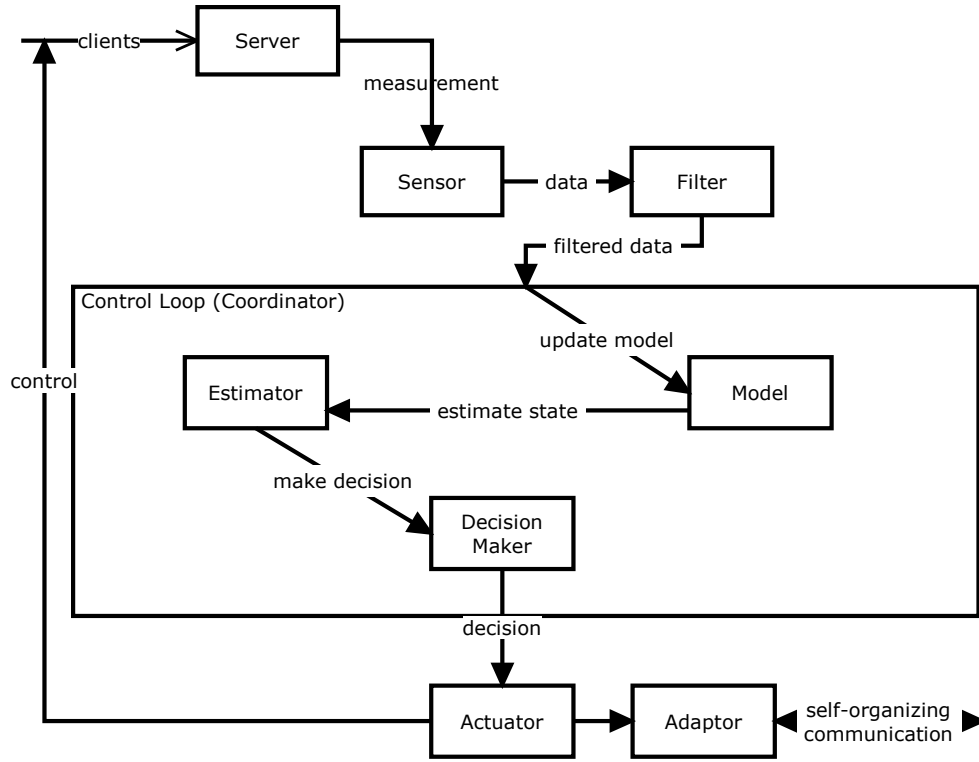 clients
Server
measurement
Sensor
data
Filter
filtered data
Control Loop (Coordinator)
update model
control
Estimator
estimate state
Model
make decision
Decision
Maker
decision
Actuator
Adaptor
self-organizing
communication